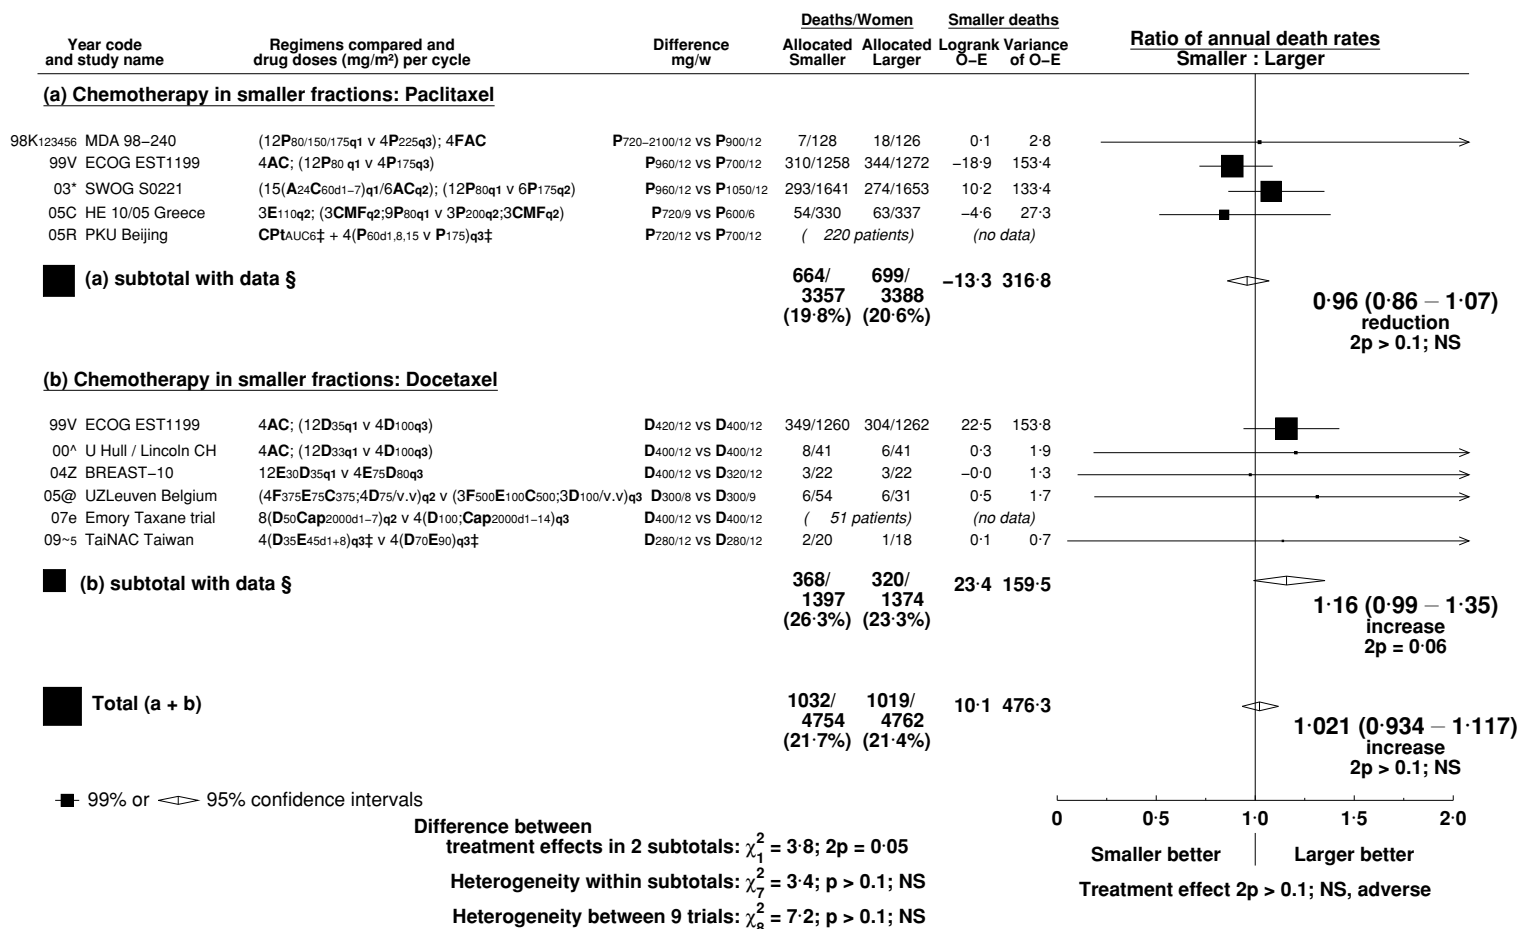 Deaths/Women Smaller deaths
Year code Regimens compared and Difference Allocated Allocated Logrank Variance Ratio of annual death rates
and study name drug doses (mg/m²) per cycle mg/w Smaller Larger O−E of O−E Smaller : Larger
(a) Chemotherapy in smaller fractions: Paclitaxel
98K123456 MDA 98−240 (12P80/150/175q1 v 4P225q3); 4FAC P720−2100/12 vs P900/12 7/128 18/126 0·1 2·8
99V ECOG EST1199 4AC; (12P80 q1 v 4P175q3) P960/12 vs P700/12 310/1258 344/1272 −18·9 153·4
03* SWOG S0221 (15(A24C60d1−7)q1/6ACq2); (12P80q1 v 6P175q2) P960/12 vs P1050/12 293/1641 274/1653 10·2 133·4
05C HE 10/05 Greece 3E110q2; (3CMFq2;9P80q1 v 3P200q2;3CMFq2) P720/9 vs P600/6 54/330 63/337 −4·6 27·3
05R PKU Beijing CPtAUC6‡ + 4(P60d1,8,15 v P175)q3‡ P720/12 vs P700/12 ( 220 patients) (no data)
(a) subtotal with data § 664/ 699/ −13·3 316·8
3357 3388
(19·8%) (20·6%)
0·96 (0·86 − 1·07)
reduction
2p > 0.1; NS
(b) Chemotherapy in smaller fractions: Docetaxel
99V ECOG EST1199 4AC; (12D35q1 v 4D100q3) D420/12 vs D400/12 349/1260 304/1262 22·5 153·8
00^ U Hull / Lincoln CH 4AC; (12D33q1 v 4D100q3) D400/12 vs D400/12 8/41 6/41 0·3 1·9
04Z BREAST−10 12E30D35q1 v 4E75D80q3 D400/12 vs D320/12 3/22 3/22 −0·0 1·3
05@ UZLeuven Belgium (4F375E75C375;4D75/v.v)q2 v (3F500E100C500;3D100/v.v)q3 D300/8 vs D300/9 6/54 6/31 0·5 1·7
07e Emory Taxane trial 8(D50Cap2000d1−7)q2 v 4(D100;Cap2000d1−14)q3 D400/12 vs D400/12 ( 51 patients) (no data)
09~5 TaiNAC Taiwan 4(D35E45d1+8)q3‡ v 4(D70E90)q3‡ D280/12 vs D280/12 2/20 1/18 0·1 0·7
(b) subtotal with data § 368/ 320/ 23·4 159·5
1397 1374
(26·3%) (23·3%)
1·16 (0·99 − 1·35)
increase
2p = 0·06
Total (a + b) 1032/ 1019/ 10·1 476·3
4754 4762
(21·7%) (21·4%)
1·021 (0·934 − 1·117)
increase
2p > 0.1; NS
99% or 95% confidence intervals
0 0·5 1·0 1·5 2·0
Smaller better Larger better
Treatment effect 2p > 0.1; NS, adverse
Difference between
treatment effects in 2 subtotals: χ²₁ = 3·8; 2p = 0·05
Heterogeneity within subtotals: χ²₇ = 3·4; p > 0.1; NS
Heterogeneity between 9 trials: χ²₈ = 7·2; p > 0.1; NS